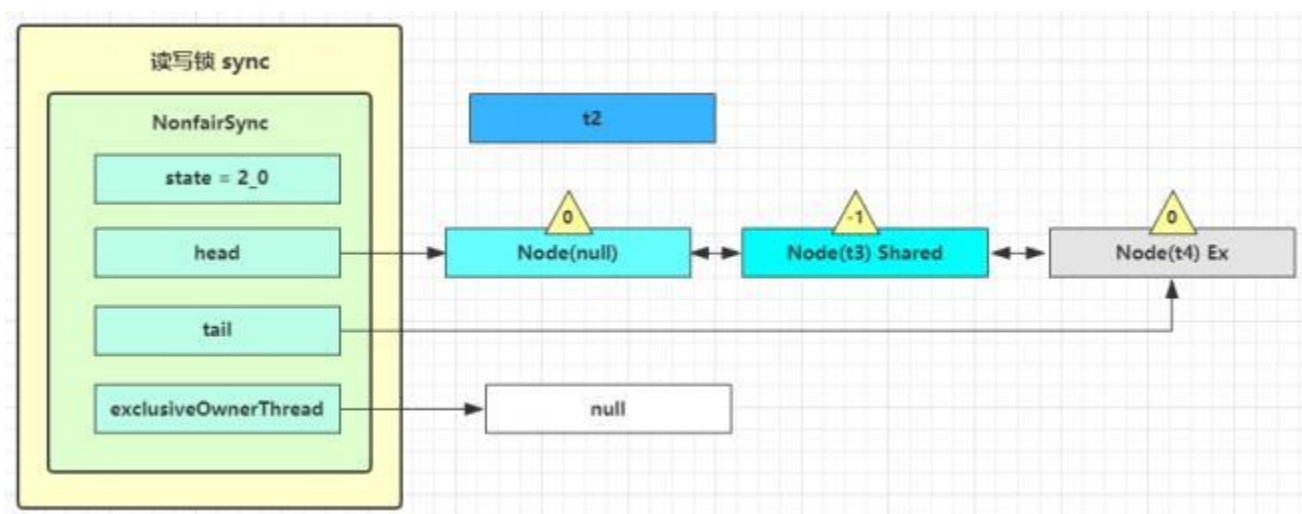 读写锁 sync
NonfairSync
t2
state = 2_0
0
-1
0
head
Node(null)
Node(t3) Shared
Node(t4) Ex
tail
exclusiveOwnerThread
null